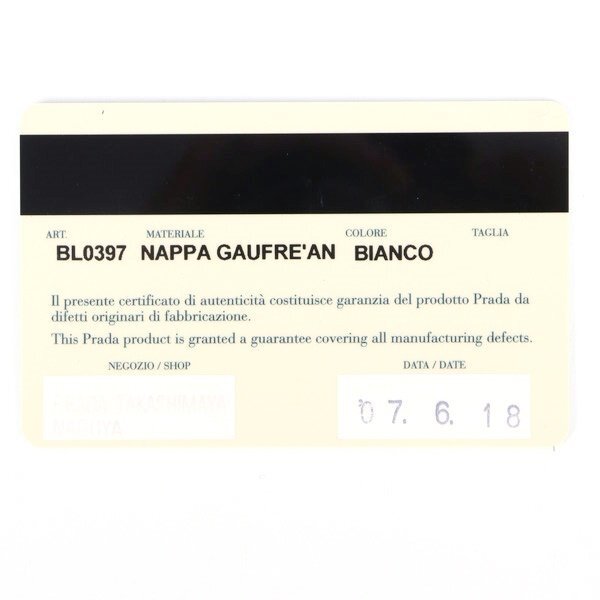 ART. MATERIALE COLORE TAGLIA
BL0397 NAPPA GAUFRE'AN BIANCO
Il presente certificato di autenticità costituisce garanzia del prodotto Prada da
difetti originari di fabbricazione.
This Prada product is granted a guarantee covering all manufacturing defects.
NEGOZIO / SHOP DATA / DATE
TAKASHIMAYA
'07. 6. 18